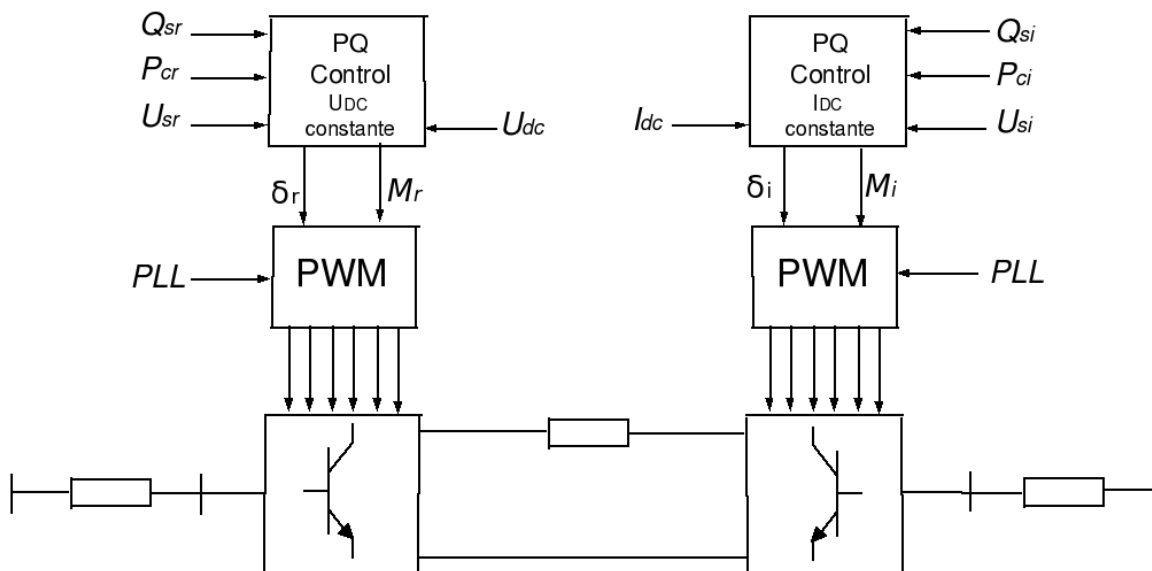 Qsr
PQ
Control
UDC
constante
Pcr
Usr
Udc
δr
Mr
PWM
PLL
PQ
Control
IDC
constante
Qsi
Pci
Usi
Idc
δi
Mi
PWM
PLL